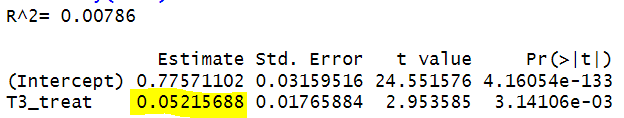 R^2= 0.00786
Estimate Std. Error t value Pr(>|t|)
(Intercept) 0.77571102 0.03159516 24.551576 4.16054e-133
T3_treat 0.05215688 0.01765884 2.953585 3.14106e-03